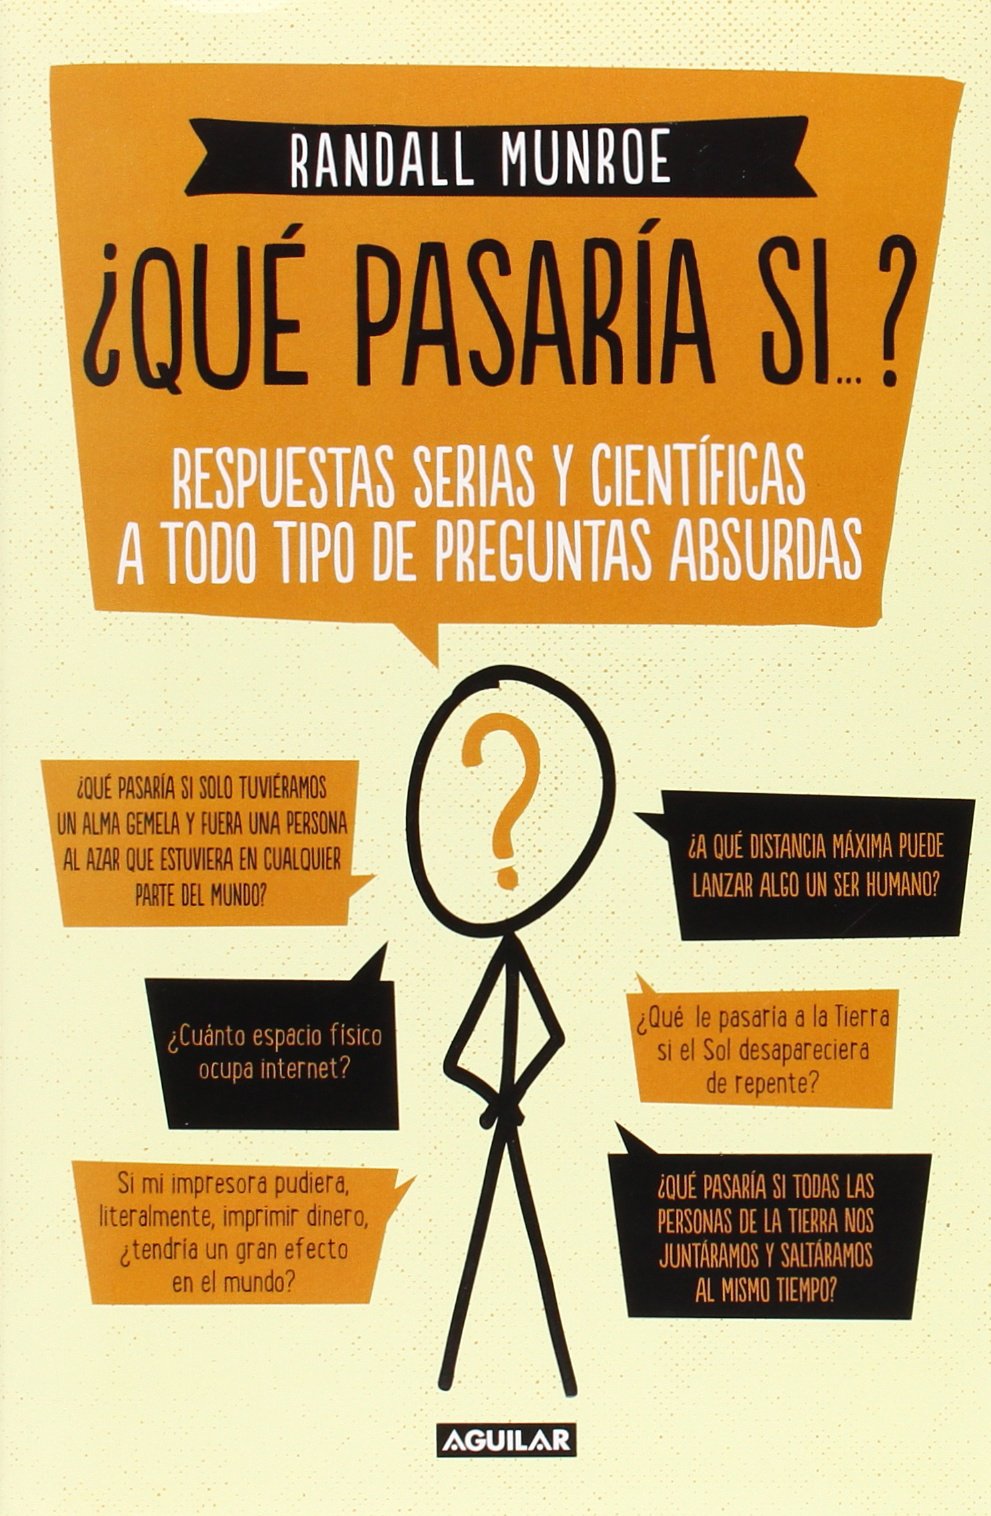 RANDALL MUNROE
¿QUÉ PASARÍA SI...?
RESPUESTAS SERIAS Y CIENTÍFICAS
A TODO TIPO DE PREGUNTAS ABSURDAS
¿QUÉ PASARÍA SI SOLO TUVIÉRAMOS
UN ALMA GEMELA Y FUERA UNA PERSONA
AL AZAR QUE ESTUVIERA EN CUALQUIER
PARTE DEL MUNDO?
¿A QUÉ DISTANCIA MÁXIMA PUEDE
LANZAR ALGO UN SER HUMANO?
¿Cuánto espacio físico
ocupa internet?
¿Qué le pasaría a la Tierra
si el Sol desapareciera
de repente?
Si mi impresora pudiera,
literalmente, imprimir dinero,
¿tendría un gran efecto
en el mundo?
¿QUÉ PASARÍA SI TODAS LAS
PERSONAS DE LA TIERRA NOS
JUNTÁRAMOS Y SALTÁRAMOS
AL MISMO TIEMPO?
?
AGUILAR